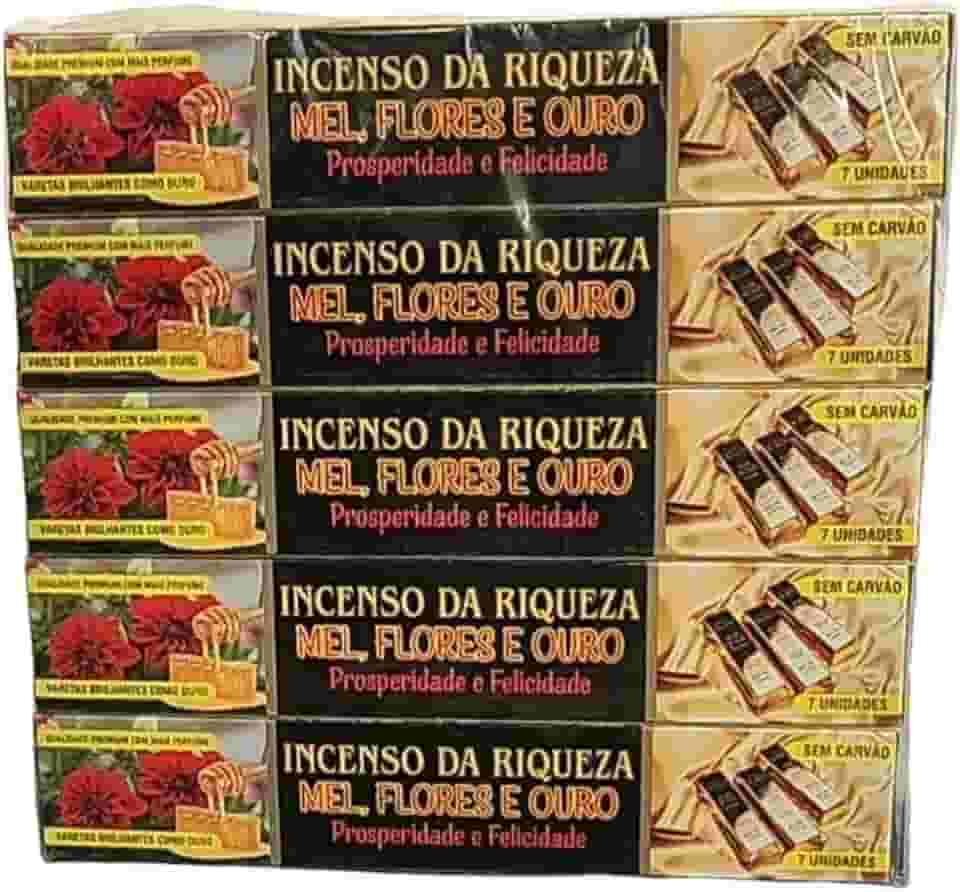 QUALIDADE PREMIUM COM MAIS PERFUME
VARETAS BRILHANTES COMO OURO
INCENSO DA RIQUEZA
MEL, FLORES E OURO
Prosperidade e Felicidade
SEM CARVÃO
7 UNIDADES
QUALIDADE PREMIUM COM MAIS PERFUME
VARETAS BRILHANTES COMO OURO
INCENSO DA RIQUEZA
MEL, FLORES E OURO
Prosperidade e Felicidade
SEM CARVÃO
7 UNIDADES
QUALIDADE PREMIUM COM MAIS PERFUME
VARETAS BRILHANTES COMO OURO
INCENSO DA RIQUEZA
MEL, FLORES E OURO
Prosperidade e Felicidade
SEM CARVÃO
7 UNIDADES
QUALIDADE PREMIUM COM MAIS PERFUME
VARETAS BRILHANTES COMO OURO
INCENSO DA RIQUEZA
MEL, FLORES E OURO
Prosperidade e Felicidade
SEM CARVÃO
7 UNIDADES
QUALIDADE PREMIUM COM MAIS PERFUME
VARETAS BRILHANTES COMO OURO
INCENSO DA RIQUEZA
MEL, FLORES E OURO
Prosperidade e Felicidade
SEM CARVÃO
7 UNIDADES